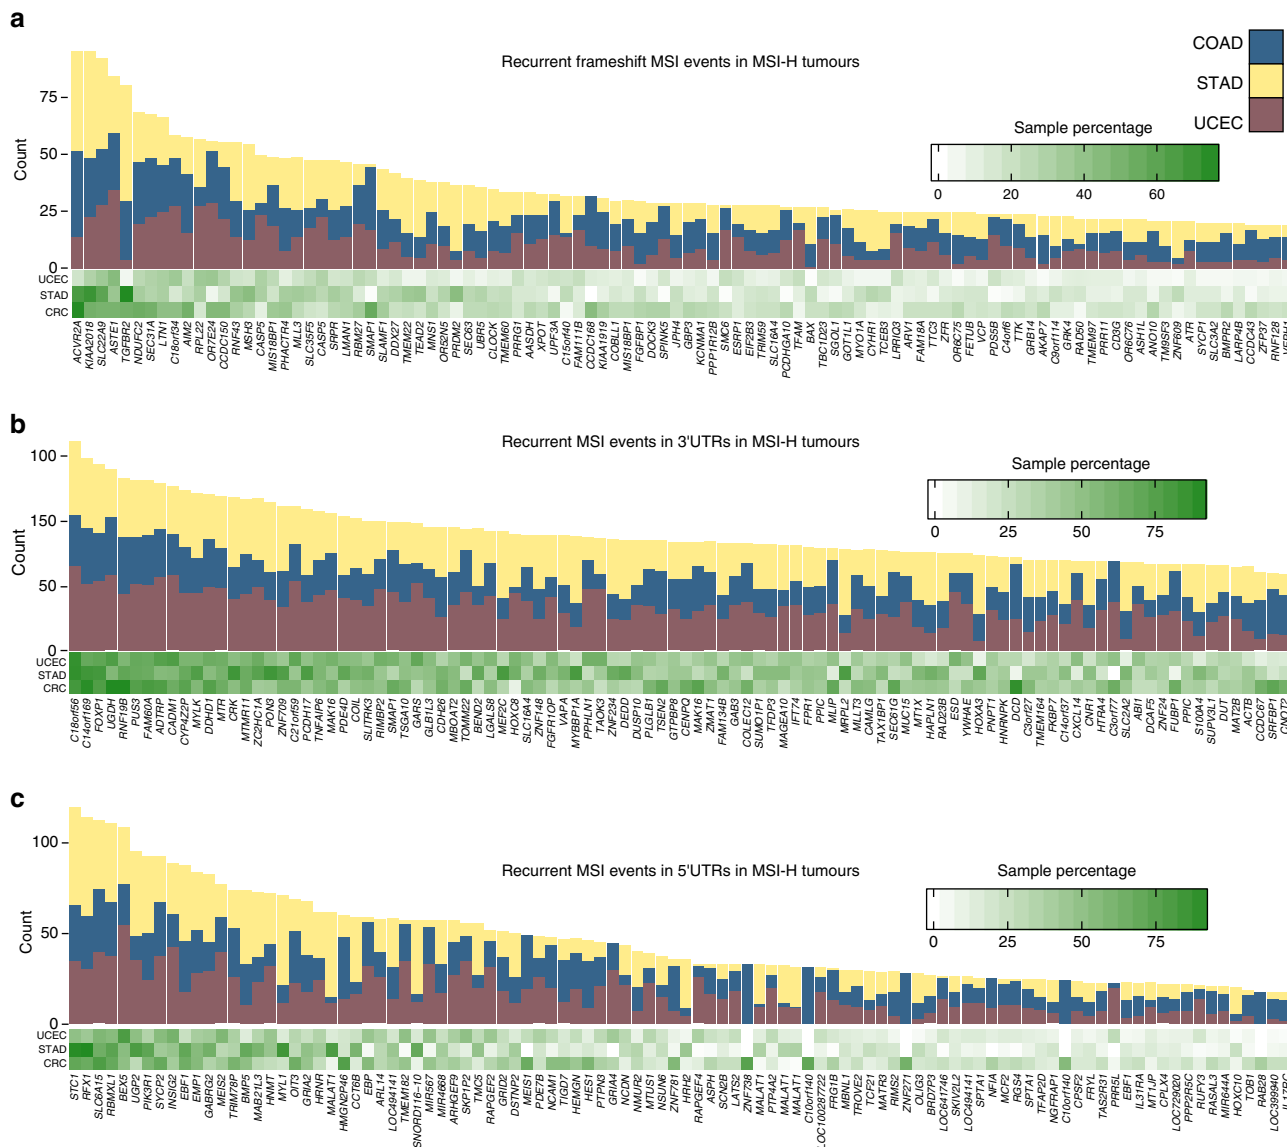 a
Recurrent frameshift MSI events in MSI-H tumours
COAD
STAD
UCEC
Sample percentage
0 20 40 60
Count
75
50
25
0
UCEC
STAD
CRC
ACVR2A
KIAA2018
SLC22A9
ASTE1
TGFBR2
NDUFC2
SEC31A
LTN1
C18orf34
AIM2
RPL22
OR7E24
CCDC150
RNF43
MSH3
CASP5
MIS18BP1
PHACTR4
MLL3
SLC35F5
CASP5
SRPR
LMAN1
RBM27
SMAP1
SLAMF1
DDX27
TMEM22
TEAD2
MNS1
OR52N5
PRDM2
SEC63
UBR5
CLOCK
TMEM60
PRRG1
AASDH
XPOT
UPF3A
C15orf40
FAM111B
CCDC168
KIAA1919
COBLL1
MIS18BP1
FGFBP1
DOCK3
SPINK5
JPH4
GBP3
KCNMA1
PPP1R12B
SMC6
ESRP1
EIF2B3
TRIM59
SLC16A4
PCDHGA10
TFAM
BAX
TBC1D23
SGOL1
GOT1L1
MYO1A
CYHR1
TCEB3
LRRIQ3
ARV1
FAM18A
TTC3
ZFR
OR6C75
FETUB
VCP
PDS5B
C4orf6
TTK
GRB14
AKAP7
C9orf114
GRK4
RAD50
TMEM97
PRR11
CD3G
OR6C76
ASH1L
ANO10
TM9SF3
ZNRD9
ATR
SYCP1
SLC3A2
BMPR2
LARP4B
CCDC43
ZFP37
RNF128
b
Recurrent MSI events in 3'UTRs in MSI-H tumours
Sample percentage
0 25 50 75
Count
100
150
50
0
UCEC
STAD
CRC
C18orf56
C14orf169
FOXP1
UGDH
RNF19B
PUS3
FAM60A
ADTRP
CADM1
CYP4Z2P
MYLK
DHDI1
MTR
CRK
MTMR11
ZC2HC1A
PON3
ZNF709
C21orf59
PCDH17
TNFAIP6
MAK16
PDE4D
COIL
SLITRK3
RIMBP2
SMAP1
TSGA10
GARS
GLB1L3
CDH26
MBOAT2
TOMM22
BEND2
LGALS8
MEF2C
HOXC8
SLC16A4
ZNF148
FGFR1OP
VAPA
MYBPH1A
PPHLN1
TAOK3
ZNF234
DEDD
DUSP10
PLGLB1
TSEN2
GTPBP2
CENPQ
MAK16
ZMAT1
FAM134B
GAB3
COLEC12
SUMO1P1
TFDP3
MAGEA10
IFT74
FPR1
PPIC
MLIP
MRPL2
MLLT3
CAMLG
TAX1BP1
SEC61G
MUC15
MT1X
HAPLN1
RAD23B
YWHAE
ESD
HOXA3
PNPT1
HNRNPK
DCD
C3orf27
TMEM164
FKBP7
C14orf37
CXCL14
CNR1
HTRA4
C3orf77
SLC2A2
ABI1
DCAF5
ZNF24
FUBP1
PPIC
S100A4
SUPV3L1
DUT
MAT2B
ACTB
CCDC67
SRFBP1
CNOT2
c
Recurrent MSI events in 5'UTRs in MSI-H tumours
Sample percentage
0 25 50 75
Count
100
50
0
UCEC
STAD
CRC
STC1
RFX1
SLC6A15
RBMXL1
BEX5
UGP2
PIK3R1
SYCP2
INSIG2
EBF1
EMP1
GABRG2
MEIS2
TRIM78P
BMP5
MAB21L3
HNMT
MYL1
OIT3
GRIA2
HRNR
MALAT1
HMGN2P46
CCT6B
EBP
ARL14
LOC494141
TMEM182
SNORD116-10
MIR567
MIR4668
ARHGEF9
SKP1P2
TMC5
RAPGEF2
GRID2
DSTNP2
MEIS1
PDE7B
NCAM1
TIGD7
HEMGN
HES1
PTPN3
GRIA4
NCDN
NMUR2
MTUS1
NSUN6
ZNF781
HRH2
RAPGEF4
ASPH
SCN2B
LATS2
ZNF738
MALAT1
PTP4A2
MALAT1
MALAT1
C10orf140
LOC100287722
FRG1B
MBNL1
TROVE2
TCF21
MATR3
RIMS2
ZNF271
OLIG3
BRD7P3
LOC641746
SKIV2L2
LOC494141
SPTA1
NFIA
MCF2
RGS4
SPTA1
TFAP2D
NGFRAP1
C10orf140
CPSF2
FRYL
TAS2R31
PRR5L
EBF1
IL31RA
MT1JP
CPLX4
LOC729020
PPP2R5C
RUFY3
RASAL3
MIR644A
HOXC10
TOB1
RAB28
LOC399940